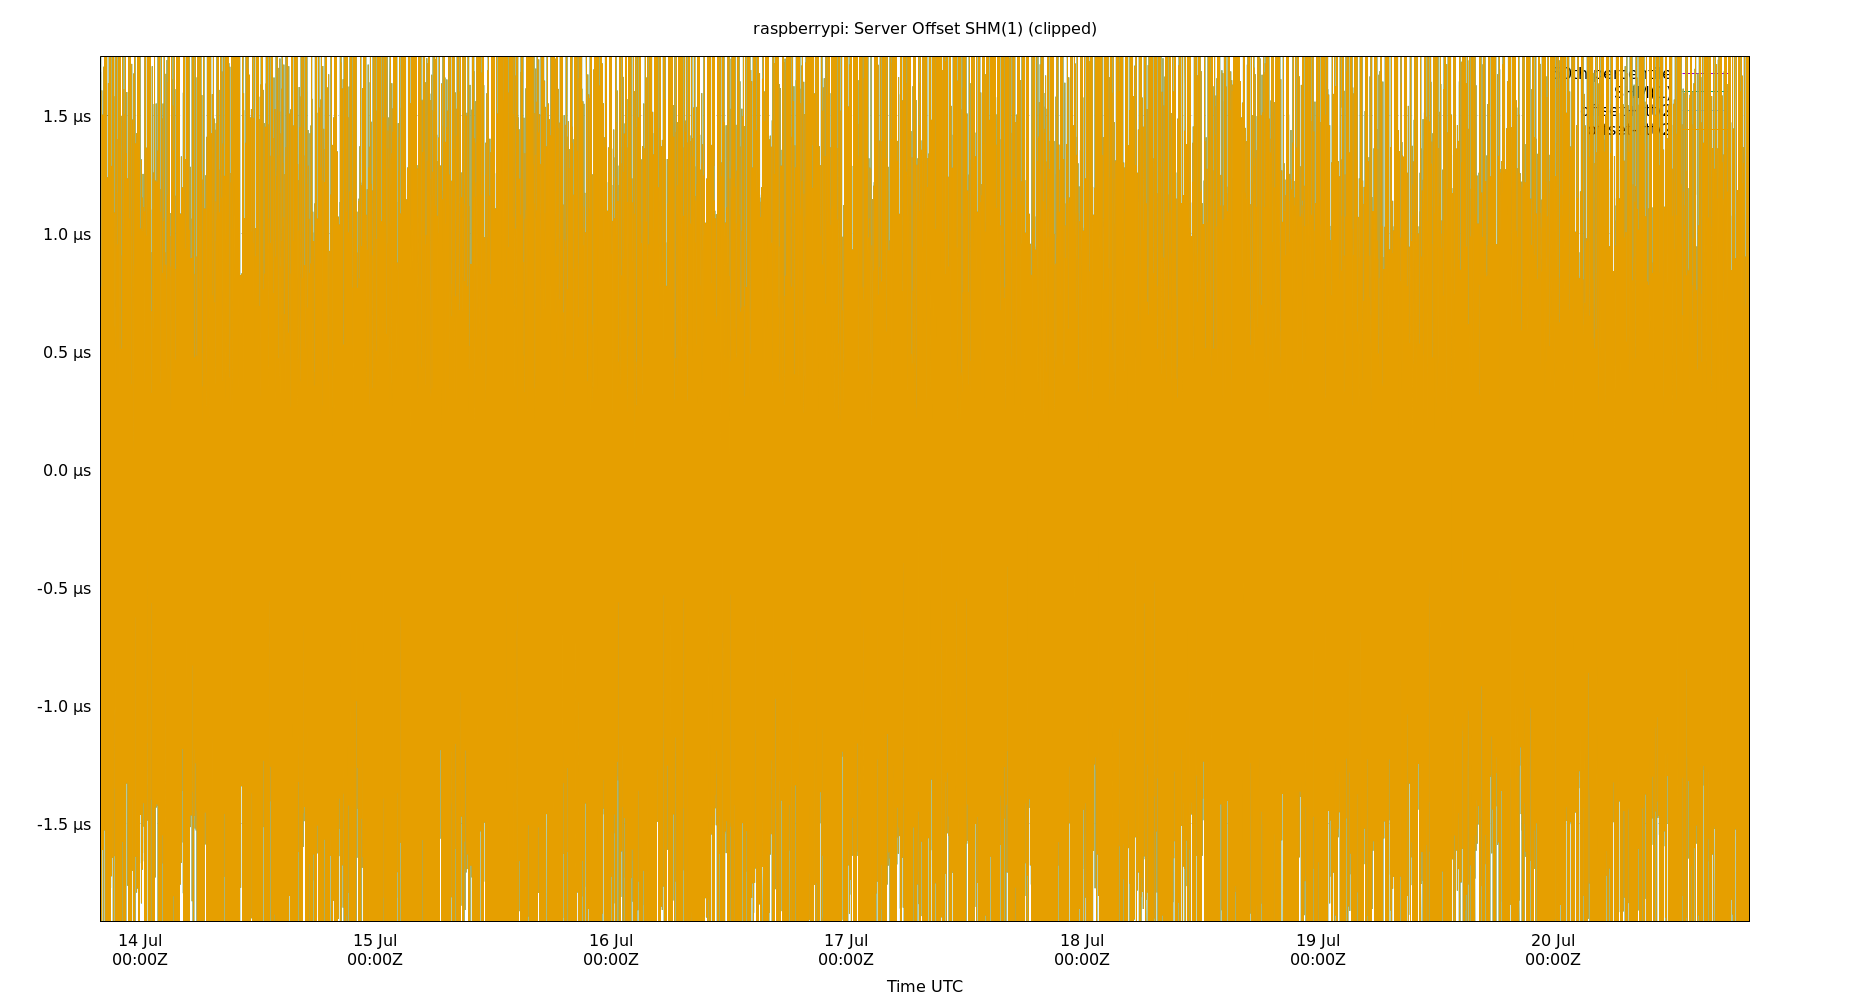 raspberrypi: Server Offset SHM(1) (clipped)
1.5 µs
1.0 µs
0.5 µs
0.0 µs
-0.5 µs
-1.0 µs
-1.5 µs
14 Jul 15 Jul 16 Jul 17 Jul 18 Jul 19 Jul 20 Jul
00:00Z 00:00Z 00:00Z 00:00Z 00:00Z 00:00Z 00:00Z
Time UTC